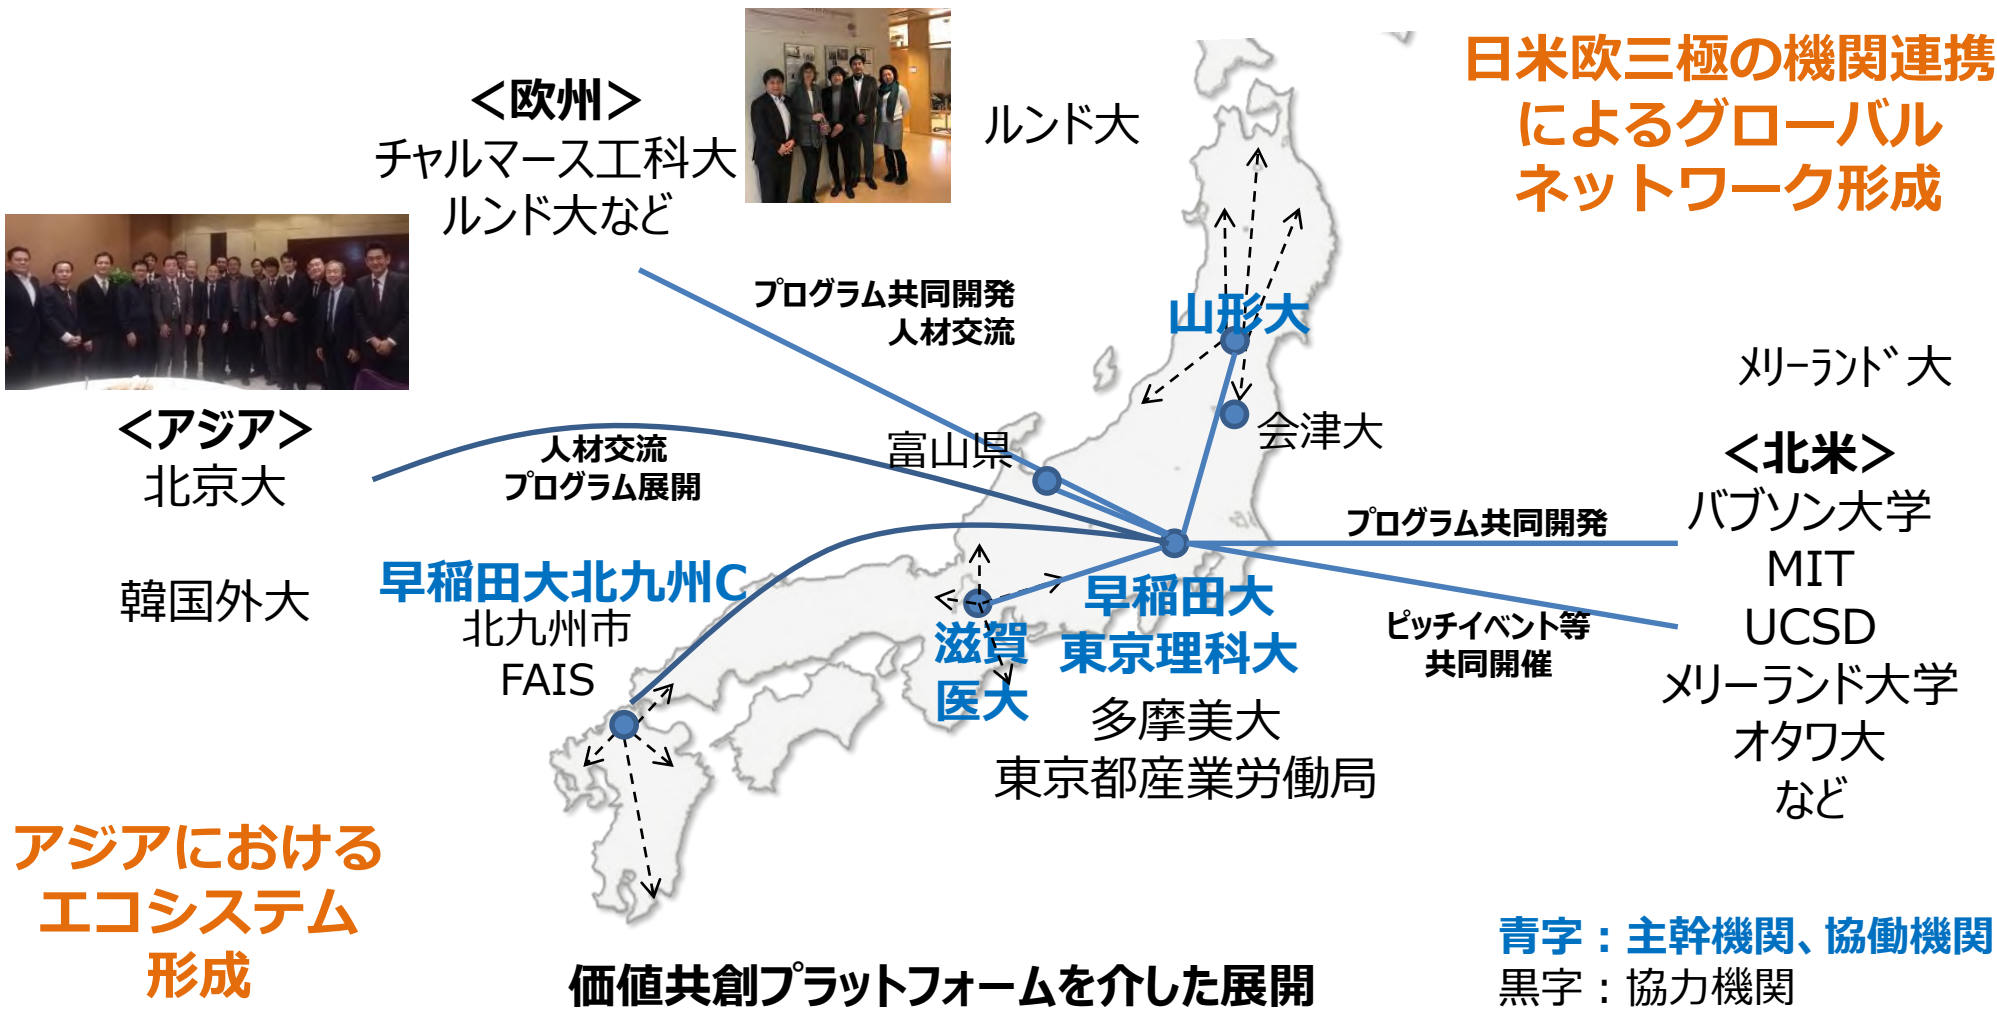 日米欧三極の機関連携
によるグローバル
ネットワーク形成
＜欧州＞
チャルマース工科大
ルンド大など
ルンド大
プログラム共同開発
人材交流
山形大
会津大
富山県
＜アジア＞
北京大
韓国外大
人材交流
プログラム展開
早稲田大北九州C
北九州市
FAIS
滋賀
医大
早稲田大
東京理科大
多摩美大
東京都産業労働局
プログラム共同開発
ピッチイベント等
共同開催
ﾒﾘｰﾗﾝﾄﾞ大
＜北米＞
バブソン大学
MIT
UCSD
メリーランド大学
オタワ大
など
アジアにおける
エコシステム
形成
価値共創プラットフォームを介した展開
青字：主幹機関、協働機関
黒字：協力機関